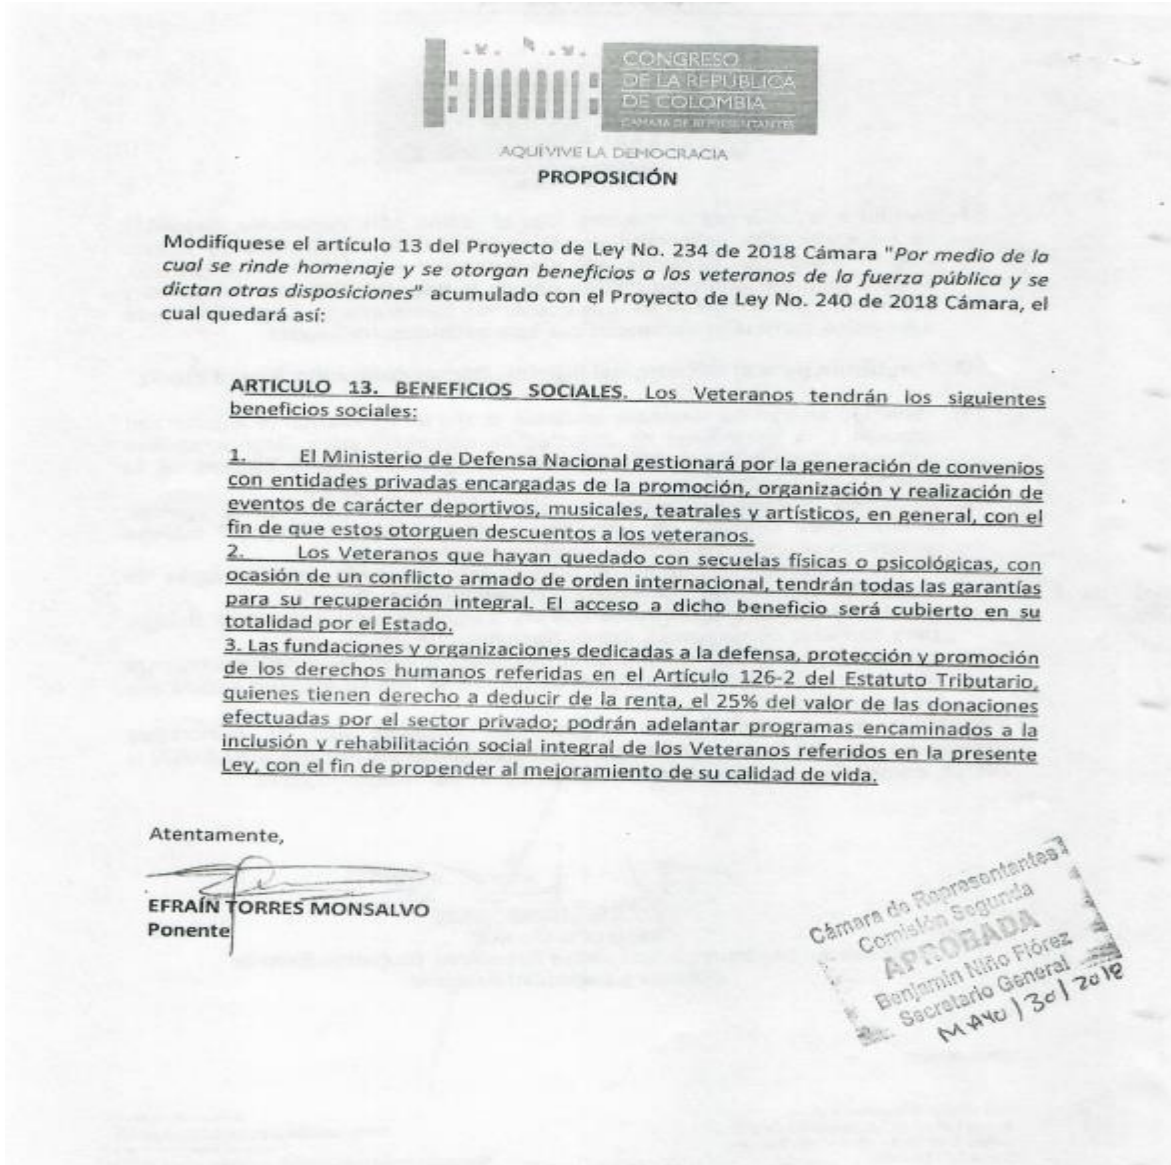 CONGRESO
DE LA REPÚBLICA
DE COLOMBIA
CÁMARA DE REPRESENTANTES
AQUÍVIVE LA DEMOCRACIA
PROPOSICIÓN
Modifíquese el artículo 13 del Proyecto de Ley No. 234 de 2018 Cámara "Por medio de la
cual se rinde homenaje y se otorgan beneficios a los veteranos de la fuerza pública y se
dictan otras disposiciones" acumulado con el Proyecto de Ley No. 240 de 2018 Cámara, el
cual quedará así:
ARTICULO 13. BENEFICIOS SOCIALES. Los Veteranos tendrán los siguientes
beneficios sociales:
1. El Ministerio de Defensa Nacional gestionará por la generación de convenios
con entidades privadas encargadas de la promoción, organización y realización de
eventos de carácter deportivos, musicales, teatrales y artísticos, en general, con el
fin de que estos otorguen descuentos a los veteranos.
2. Los Veteranos que hayan quedado con secuelas físicas o psicológicas, con
ocasión de un conflicto armado de orden internacional, tendrán todas las garantías
para su recuperación integral. El acceso a dicho beneficio será cubierto en su
totalidad por el Estado.
3. Las fundaciones y organizaciones dedicadas a la defensa, protección y promoción
de los derechos humanos referidas en el Artículo 126-2 del Estatuto Tributario,
quienes tienen derecho a deducir de la renta, el 25% del valor de las donaciones
efectuadas por el sector privado; podrán adelantar programas encaminados a la
inclusión y rehabilitación social integral de los Veteranos referidos en la presente
Ley, con el fin de propender al mejoramiento de su calidad de vida.
Atentamente,
EFRAÍN TORRES MONSALVO
Ponente
Cámara de Representantes
Comisión Segunda
APROBADA
Benjamín Niño Flórez
Secretario General
MAYO/30/2018